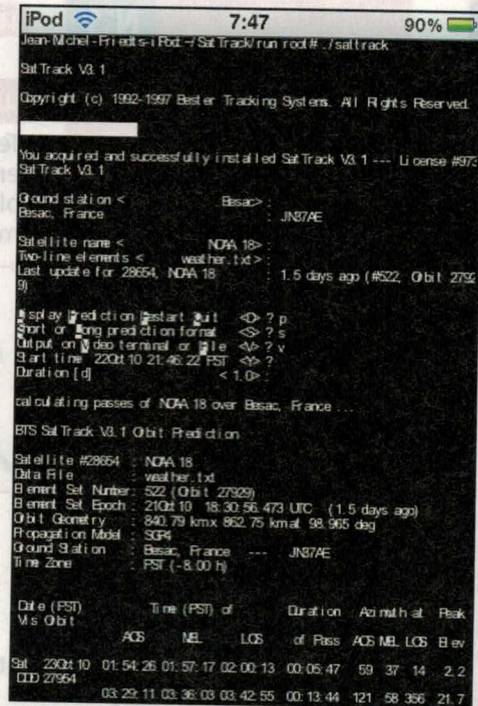 iPod 7:47 90%
Jean-Michel-Friedts-iPod:~/SatTrack/run root# ./sattrack
SatTrack V3.1
Copyright (c) 1992-1997 Bester Tracking Systems. All Rights Reserved.
You acquired and successfully installed SatTrack V3.1 --- License #973
SatTrack V3.1
Ground station < Besac> :
Besac, France : JN37AE
Satellite name < NOAA 18> :
Two-line elements < weather.txt> :
Last update for 28654, NOAA 18 : 1.5 days ago (#522, Orbit 2792
9)
Display Prediction Restart Quit <D> ? p
Short or Long prediction format <S> ? s
Output on Video terminal or File <V> ? v
Start time 22Oct10 21:46:22 PST <Y> ?
Duration [d] < 1.0> :
calculating passes of NOAA 18 over Besac, France ...
BTS SatTrack V3.1 Orbit Prediction
Satellite #28654 : NOAA 18
Data File : weather.txt
Element Set Number: 522 (Orbit 27929)
Element Set Epoch : 21Oct10 18:30:56.473 UTC (1.5 days ago)
Orbit Geometry : 840.79 km x 862.75 km at 98.965 deg
Propagation Model : SGP4
Ground Station : Besac, France --- JN37AE
Time Zone : PST (-8.00 h)
Date (PST) Time (PST) of Duration Azimuth at Peak
Vis Orbit
AOS MEL LOS of Pass AOS MEL LOS Elev
Sat 23Oct10 01:54:26 01:57:17 02:00:13 00:05:47 59 37 14 2.2
DDD 27954
03:29:11 03:36:03 03:42:55 00:13:44 121 58 356 21.7